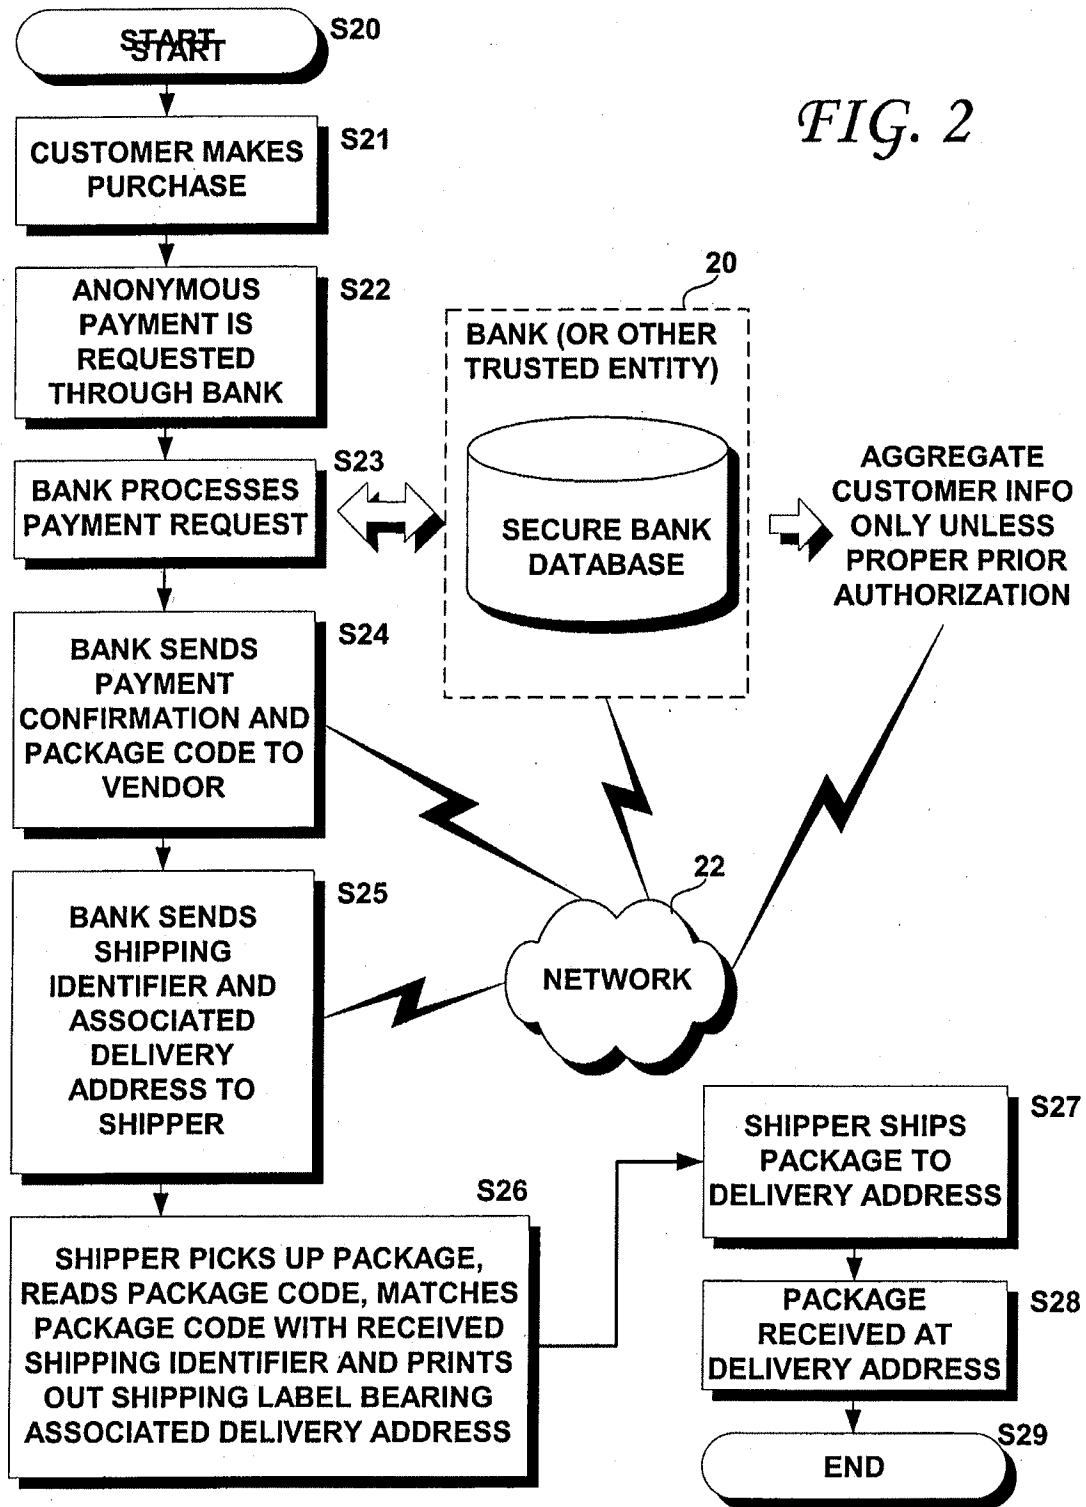 START
START
S20
FIG. 2
CUSTOMER MAKES
PURCHASE
S21
ANONYMOUS
PAYMENT IS
REQUESTED
THROUGH BANK
S22
BANK PROCESSES
PAYMENT REQUEST
S23
20
BANK (OR OTHER
TRUSTED ENTITY)
SECURE BANK
DATABASE
AGGREGATE
CUSTOMER INFO
ONLY UNLESS
PROPER PRIOR
AUTHORIZATION
BANK SENDS
PAYMENT
CONFIRMATION AND
PACKAGE CODE TO
VENDOR
S24
BANK SENDS
SHIPPING
IDENTIFIER AND
ASSOCIATED
DELIVERY
ADDRESS TO
SHIPPER
S25
22
NETWORK
SHIPPER PICKS UP PACKAGE,
READS PACKAGE CODE, MATCHES
PACKAGE CODE WITH RECEIVED
SHIPPING IDENTIFIER AND PRINTS
OUT SHIPPING LABEL BEARING
ASSOCIATED DELIVERY ADDRESS
S26
SHIPPER SHIPS
PACKAGE TO
DELIVERY ADDRESS
S27
PACKAGE
RECEIVED AT
DELIVERY ADDRESS
S28
END
S29